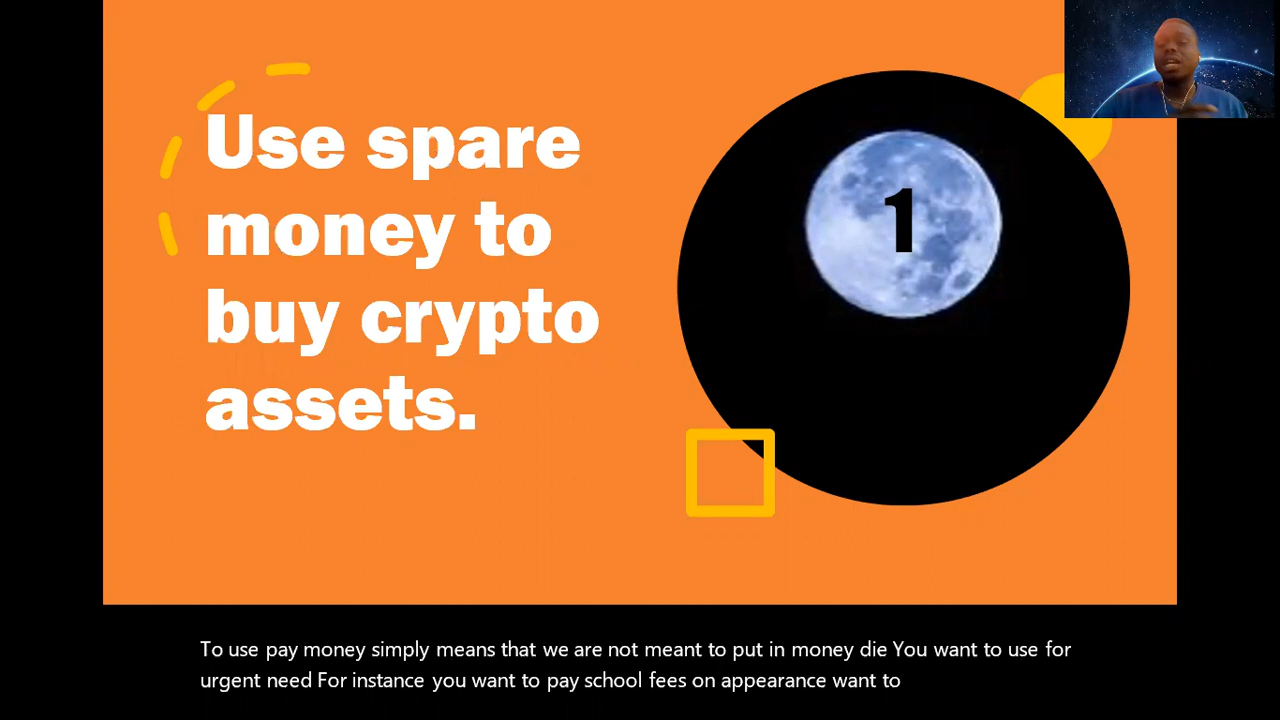 Use spare
money to
buy crypto
assets.
1
To use pay money simply means that we are not meant to put in money die You want to use for
urgent need For instance you want to pay school fees on appearance want to